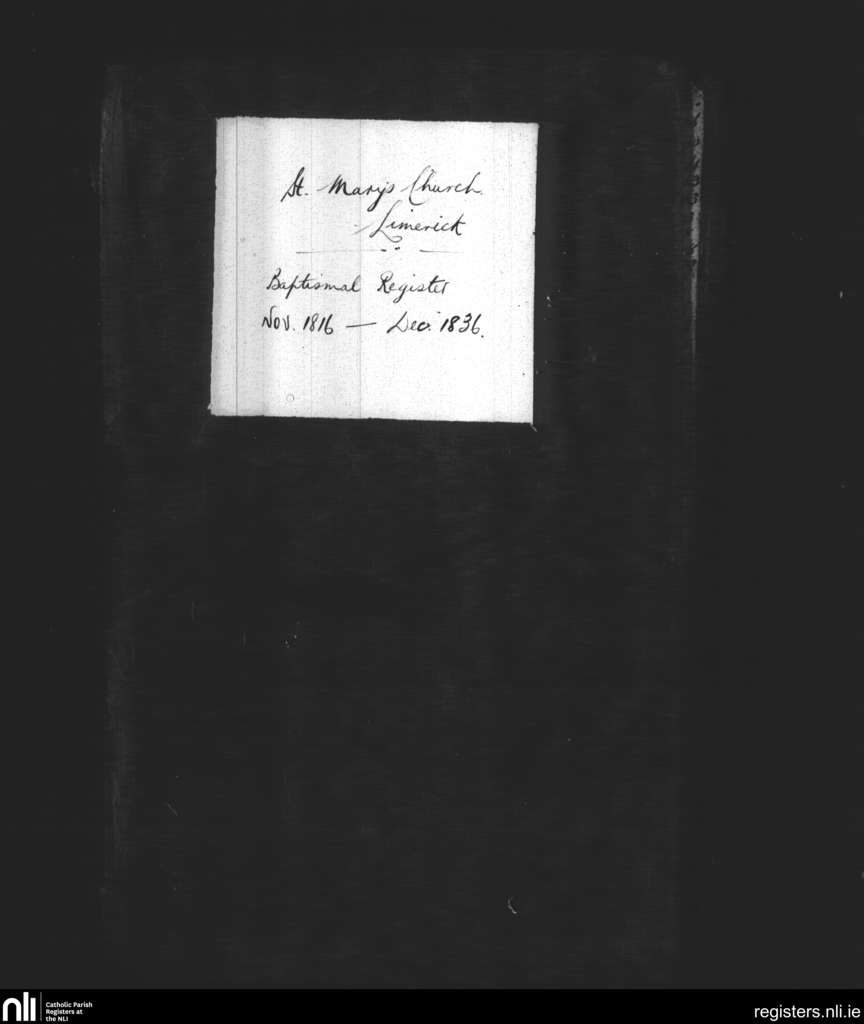 St. Mary's Church.
Limerick
Baptismal Register
Nov. 1816 — Dec. 1836.
nli
Catholic Parish
Registers at
the NLI
registers.nli.ie